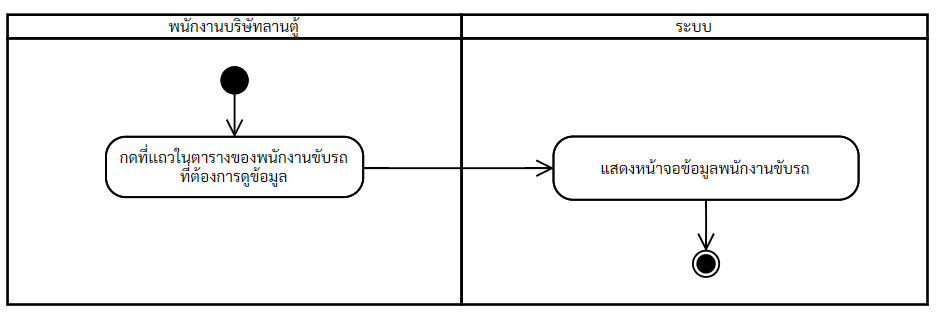 พนักงานบริษัทลานตู้
ระบบ
กดที่แถวในตารางของพนักงานขับรถ
ที่ต้องการดูข้อมูล
แสดงหน้าจอข้อมูลพนักงานขับรถ